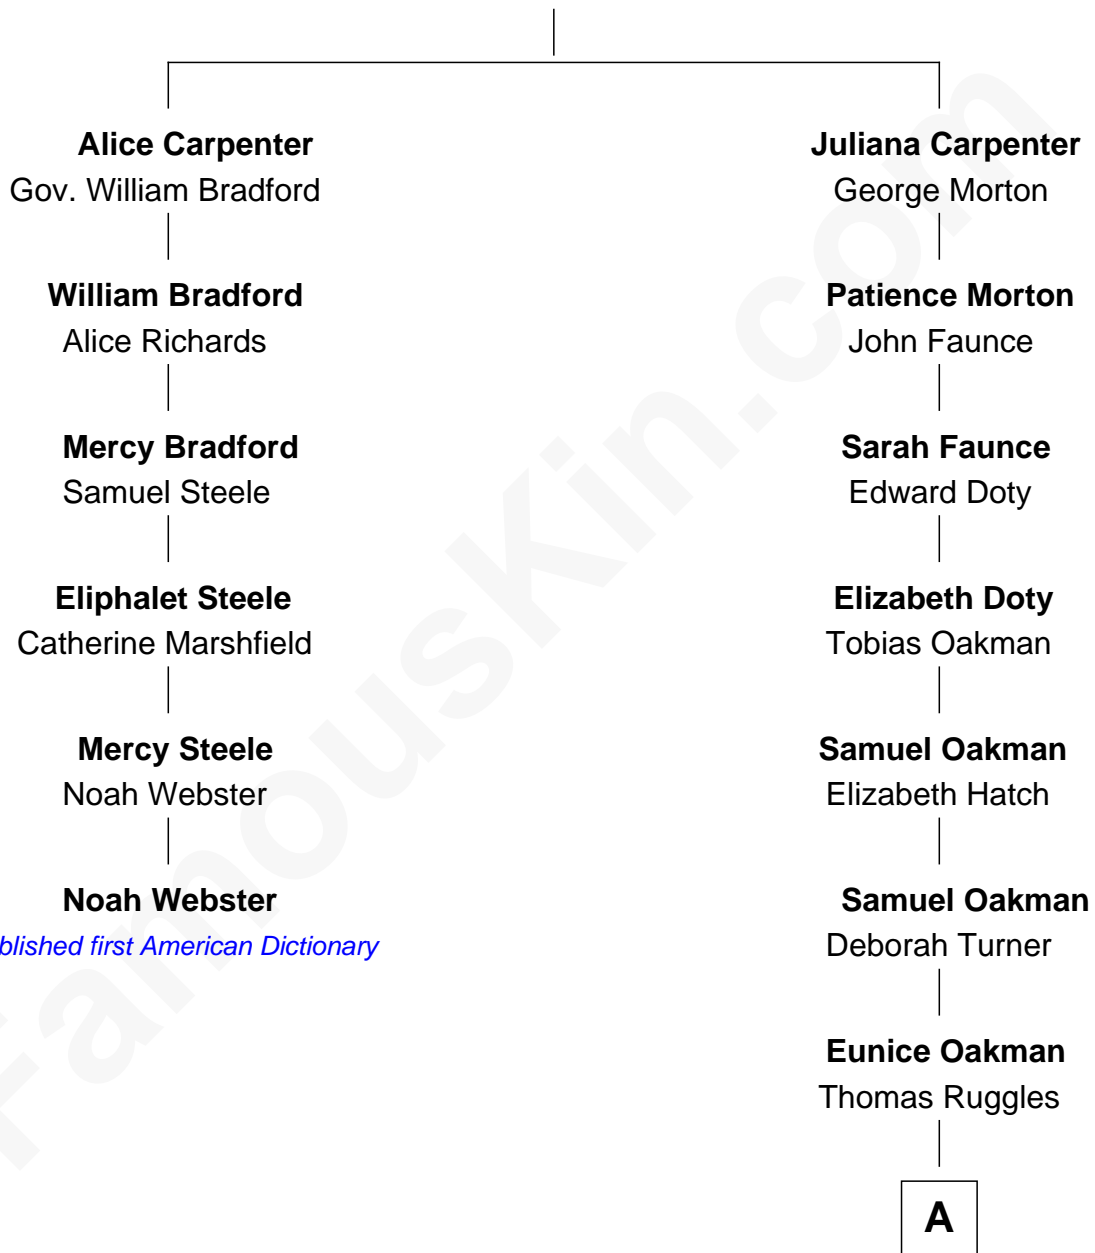 Alice Carpenter
Gov. William Bradford
William Bradford
Alice Richards
Mercy Bradford
Samuel Steele
Eliphalet Steele
Catherine Marshfield
Mercy Steele
Noah Webster
Noah Webster
first American Dictionary
Juliana Carpenter
George Morton
Patience Morton
John Faunce
Sarah Faunce
Edward Doty
Elizabeth Doty
Tobias Oakman
Samuel Oakman
Elizabeth Hatch
Samuel Oakman
Deborah Turner
Eunice Oakman
Thomas Ruggles
A
FamousKin.com